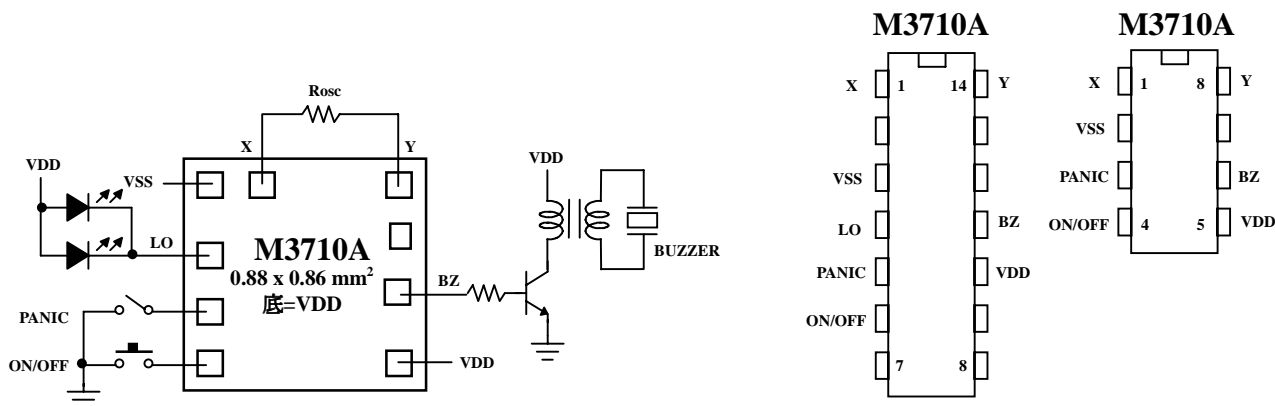 Rosc
X
Y
VDD
VSS
LO
M3710A
0.88 x 0.86 mm²
底=VDD
PANIC
ON/OFF
BZ
VDD
VDD
BUZZER
M3710A
X 1 14 Y
VSS
LO BZ
PANIC VDD
ON/OFF
7 8
M3710A
X 1 8 Y
VSS
PANIC BZ
ON/OFF 4 5 VDD